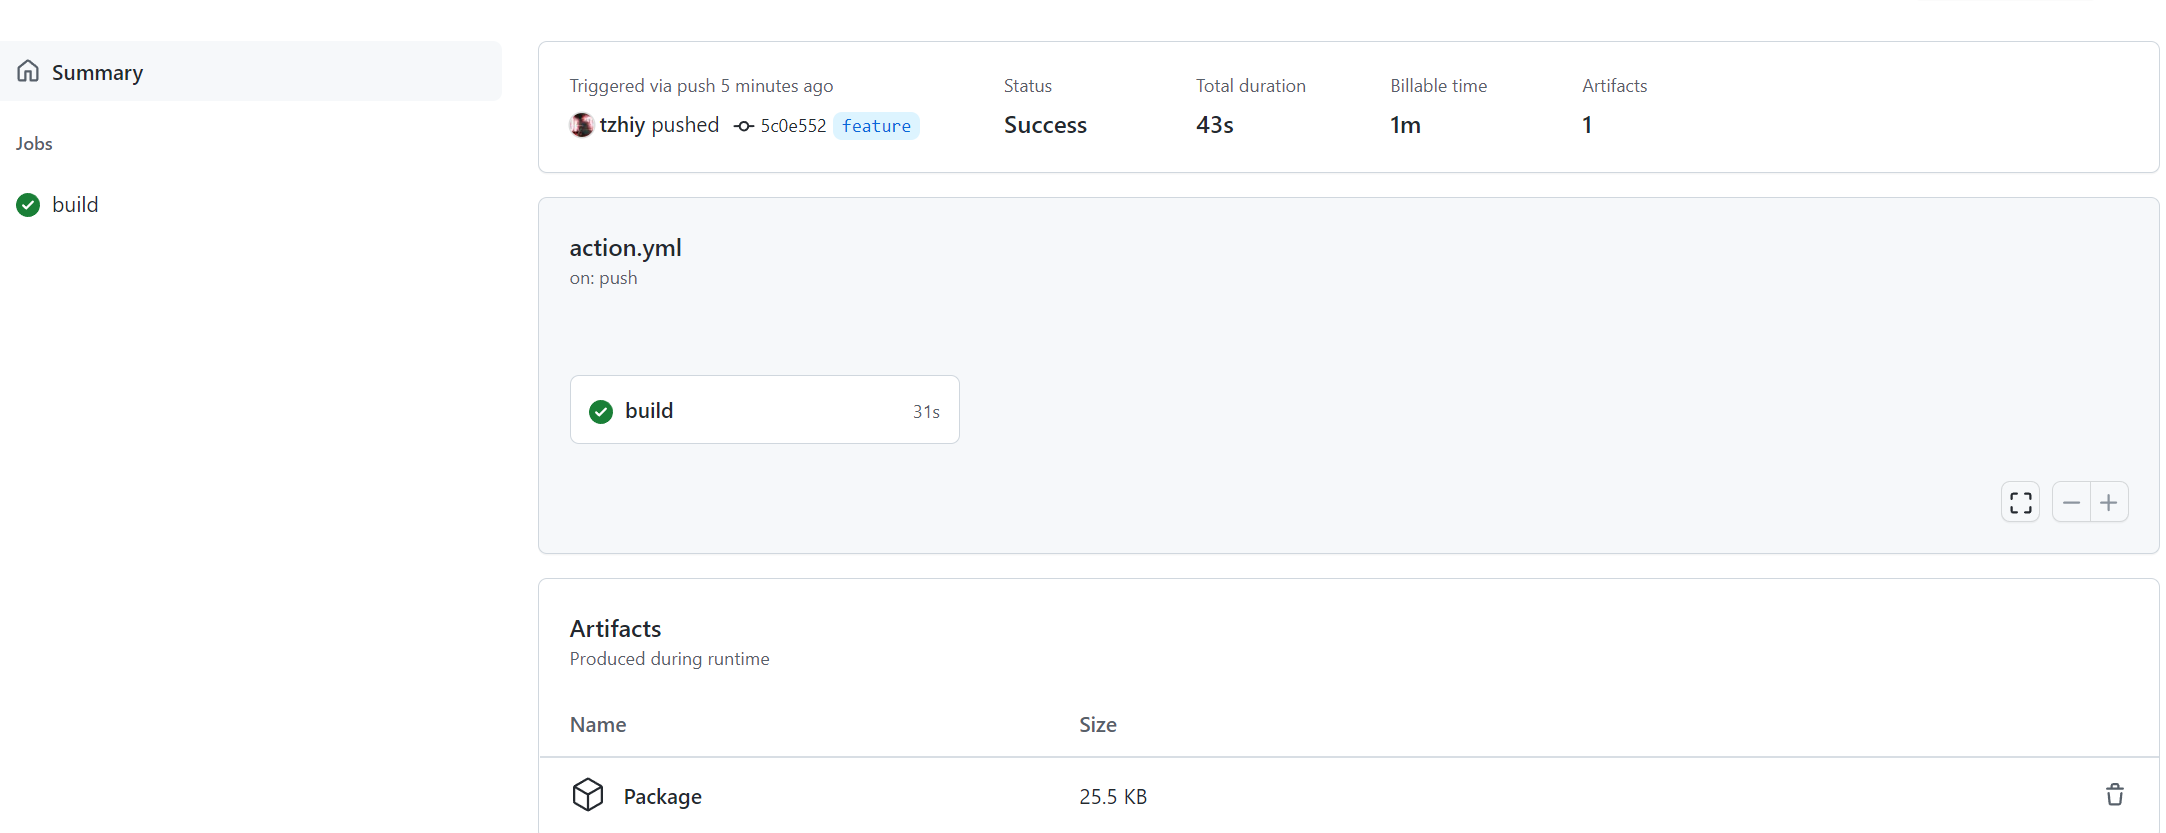 Summary
Jobs
build
Triggered via push 5 minutes ago
tzhiy pushed 5c0e552 feature
Status
Success
Total duration
43s
Billable time
1m
Artifacts
1
action.yml
on: push
build 31s
Artifacts
Produced during runtime
Name Size
Package 25.5 KB